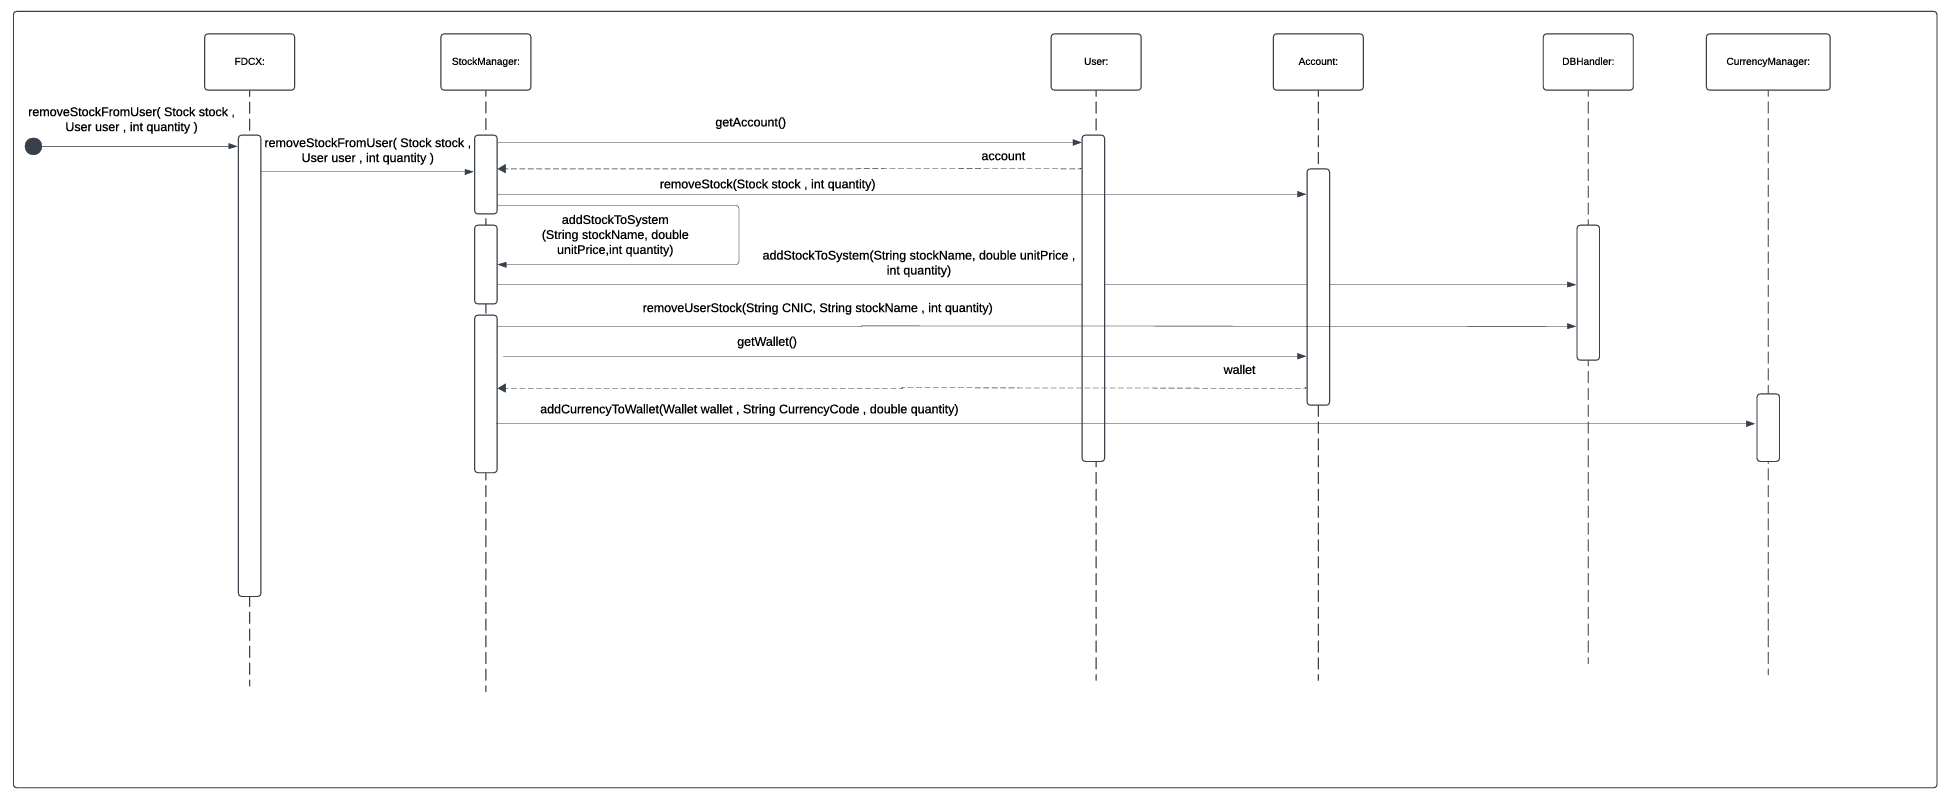 FDCX:
StockManager:
User:
Account:
DBHandler:
CurrencyManager:
removeStockFromUser( Stock stock ,
User user , int quantity )
removeStockFromUser( Stock stock ,
User user , int quantity )
getAccount()
account
removeStock(Stock stock , int quantity)
addStockToSystem
(String stockName, double
unitPrice,int quantity)
addStockToSystem(String stockName, double unitPrice ,
int quantity)
removeUserStock(String CNIC, String stockName , int quantity)
getWallet()
wallet
addCurrencyToWallet(Wallet wallet , String CurrencyCode , double quantity)